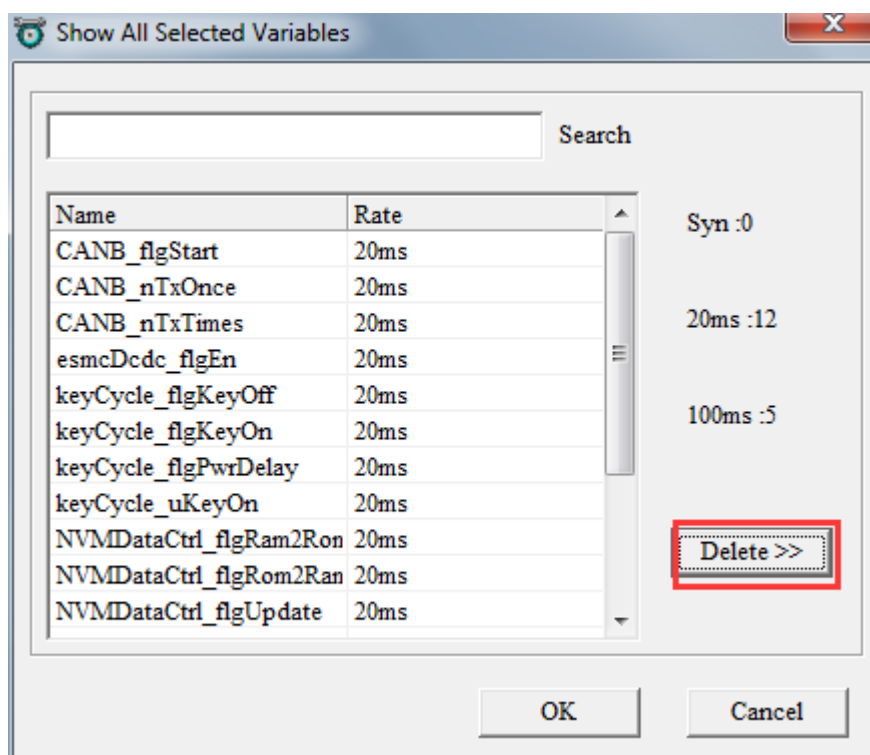 Show All Selected Variables
Search
Name Rate
CANB_flgStart 20ms
CANB_nTxOnce 20ms
CANB_nTxTimes 20ms
esmcDcdc_flgEn 20ms
keyCycle_flgKeyOff 20ms
keyCycle_flgKeyOn 20ms
keyCycle_flgPwrDelay 20ms
keyCycle_uKeyOn 20ms
NVMDataCtrl_flgRam2Ron 20ms
NVMDataCtrl_flgRom2Ran 20ms
NVMDataCtrl_flgUpdate 20ms
Syn :0
20ms :12
100ms :5
Delete >>
OK Cancel